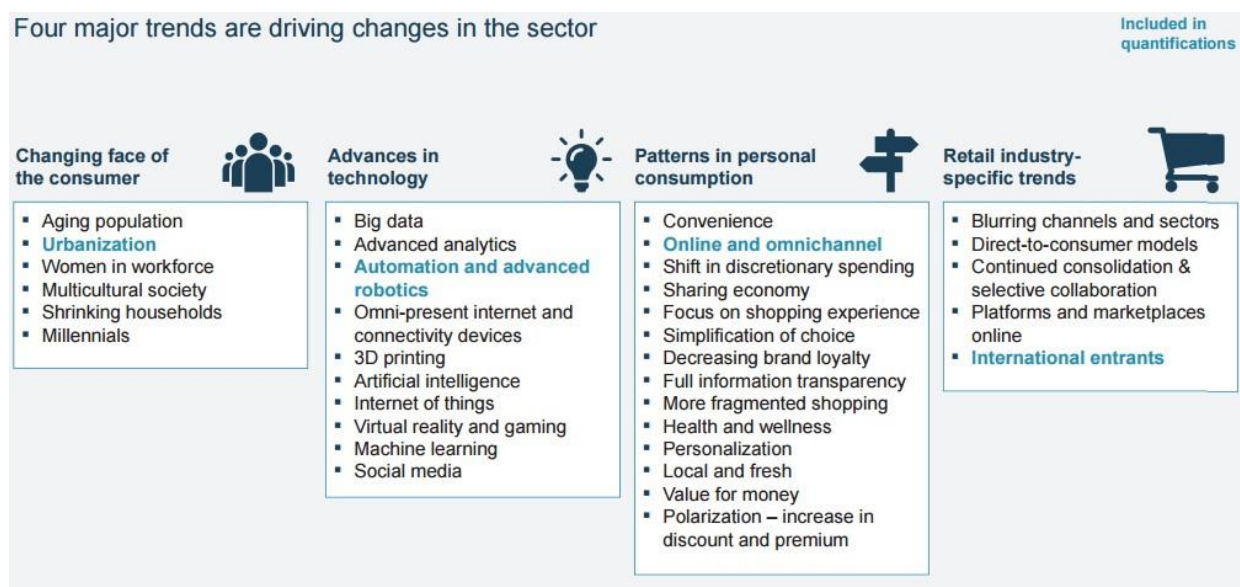 Four major trends are driving changes in the sector
Included in
quantifications
Changing face of
the consumer
▪ Aging population
▪ Urbanization
▪ Women in workforce
▪ Multicultural society
▪ Shrinking households
▪ Millennials
Advances in
technology
▪ Big data
▪ Advanced analytics
▪ Automation and advanced
robotics
▪ Omni-present internet and
connectivity devices
▪ 3D printing
▪ Artificial intelligence
▪ Internet of things
▪ Virtual reality and gaming
▪ Machine learning
▪ Social media
Patterns in personal
consumption
▪ Convenience
▪ Online and omnichannel
▪ Shift in discretionary spending
▪ Sharing economy
▪ Focus on shopping experience
▪ Simplification of choice
▪ Decreasing brand loyalty
▪ Full information transparency
▪ More fragmented shopping
▪ Health and wellness
▪ Personalization
▪ Local and fresh
▪ Value for money
▪ Polarization – increase in
discount and premium
Retail industry-
specific trends
▪ Blurring channels and sectors
▪ Direct-to-consumer models
▪ Continued consolidation &
selective collaboration
▪ Platforms and marketplaces
online
▪ International entrants